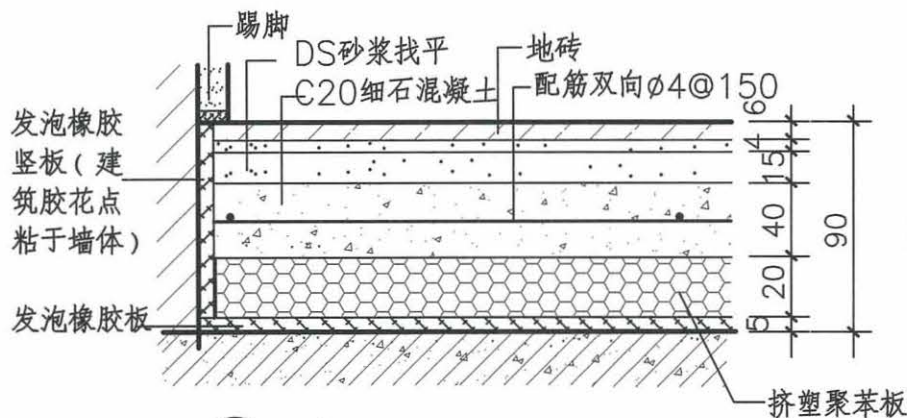 踢脚
DS砂浆找平
地砖
C20细石混凝土
配筋双向ø4@150
发泡橡胶
竖板(建
筑胶花点
粘于墙体)
发泡橡胶板
挤塑聚苯板
6
4
15
40
20
5
90